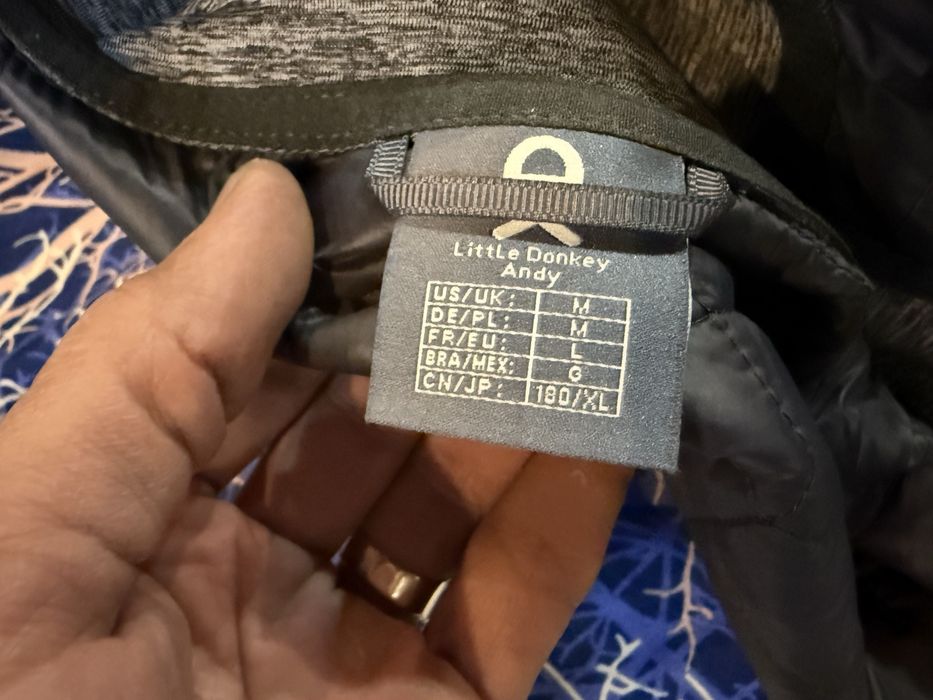 Little Donkey
Andy
US/UK: M
DE/PL: M
FR/EU: L
BRA/MEX: G
CN/JP: 180/XL